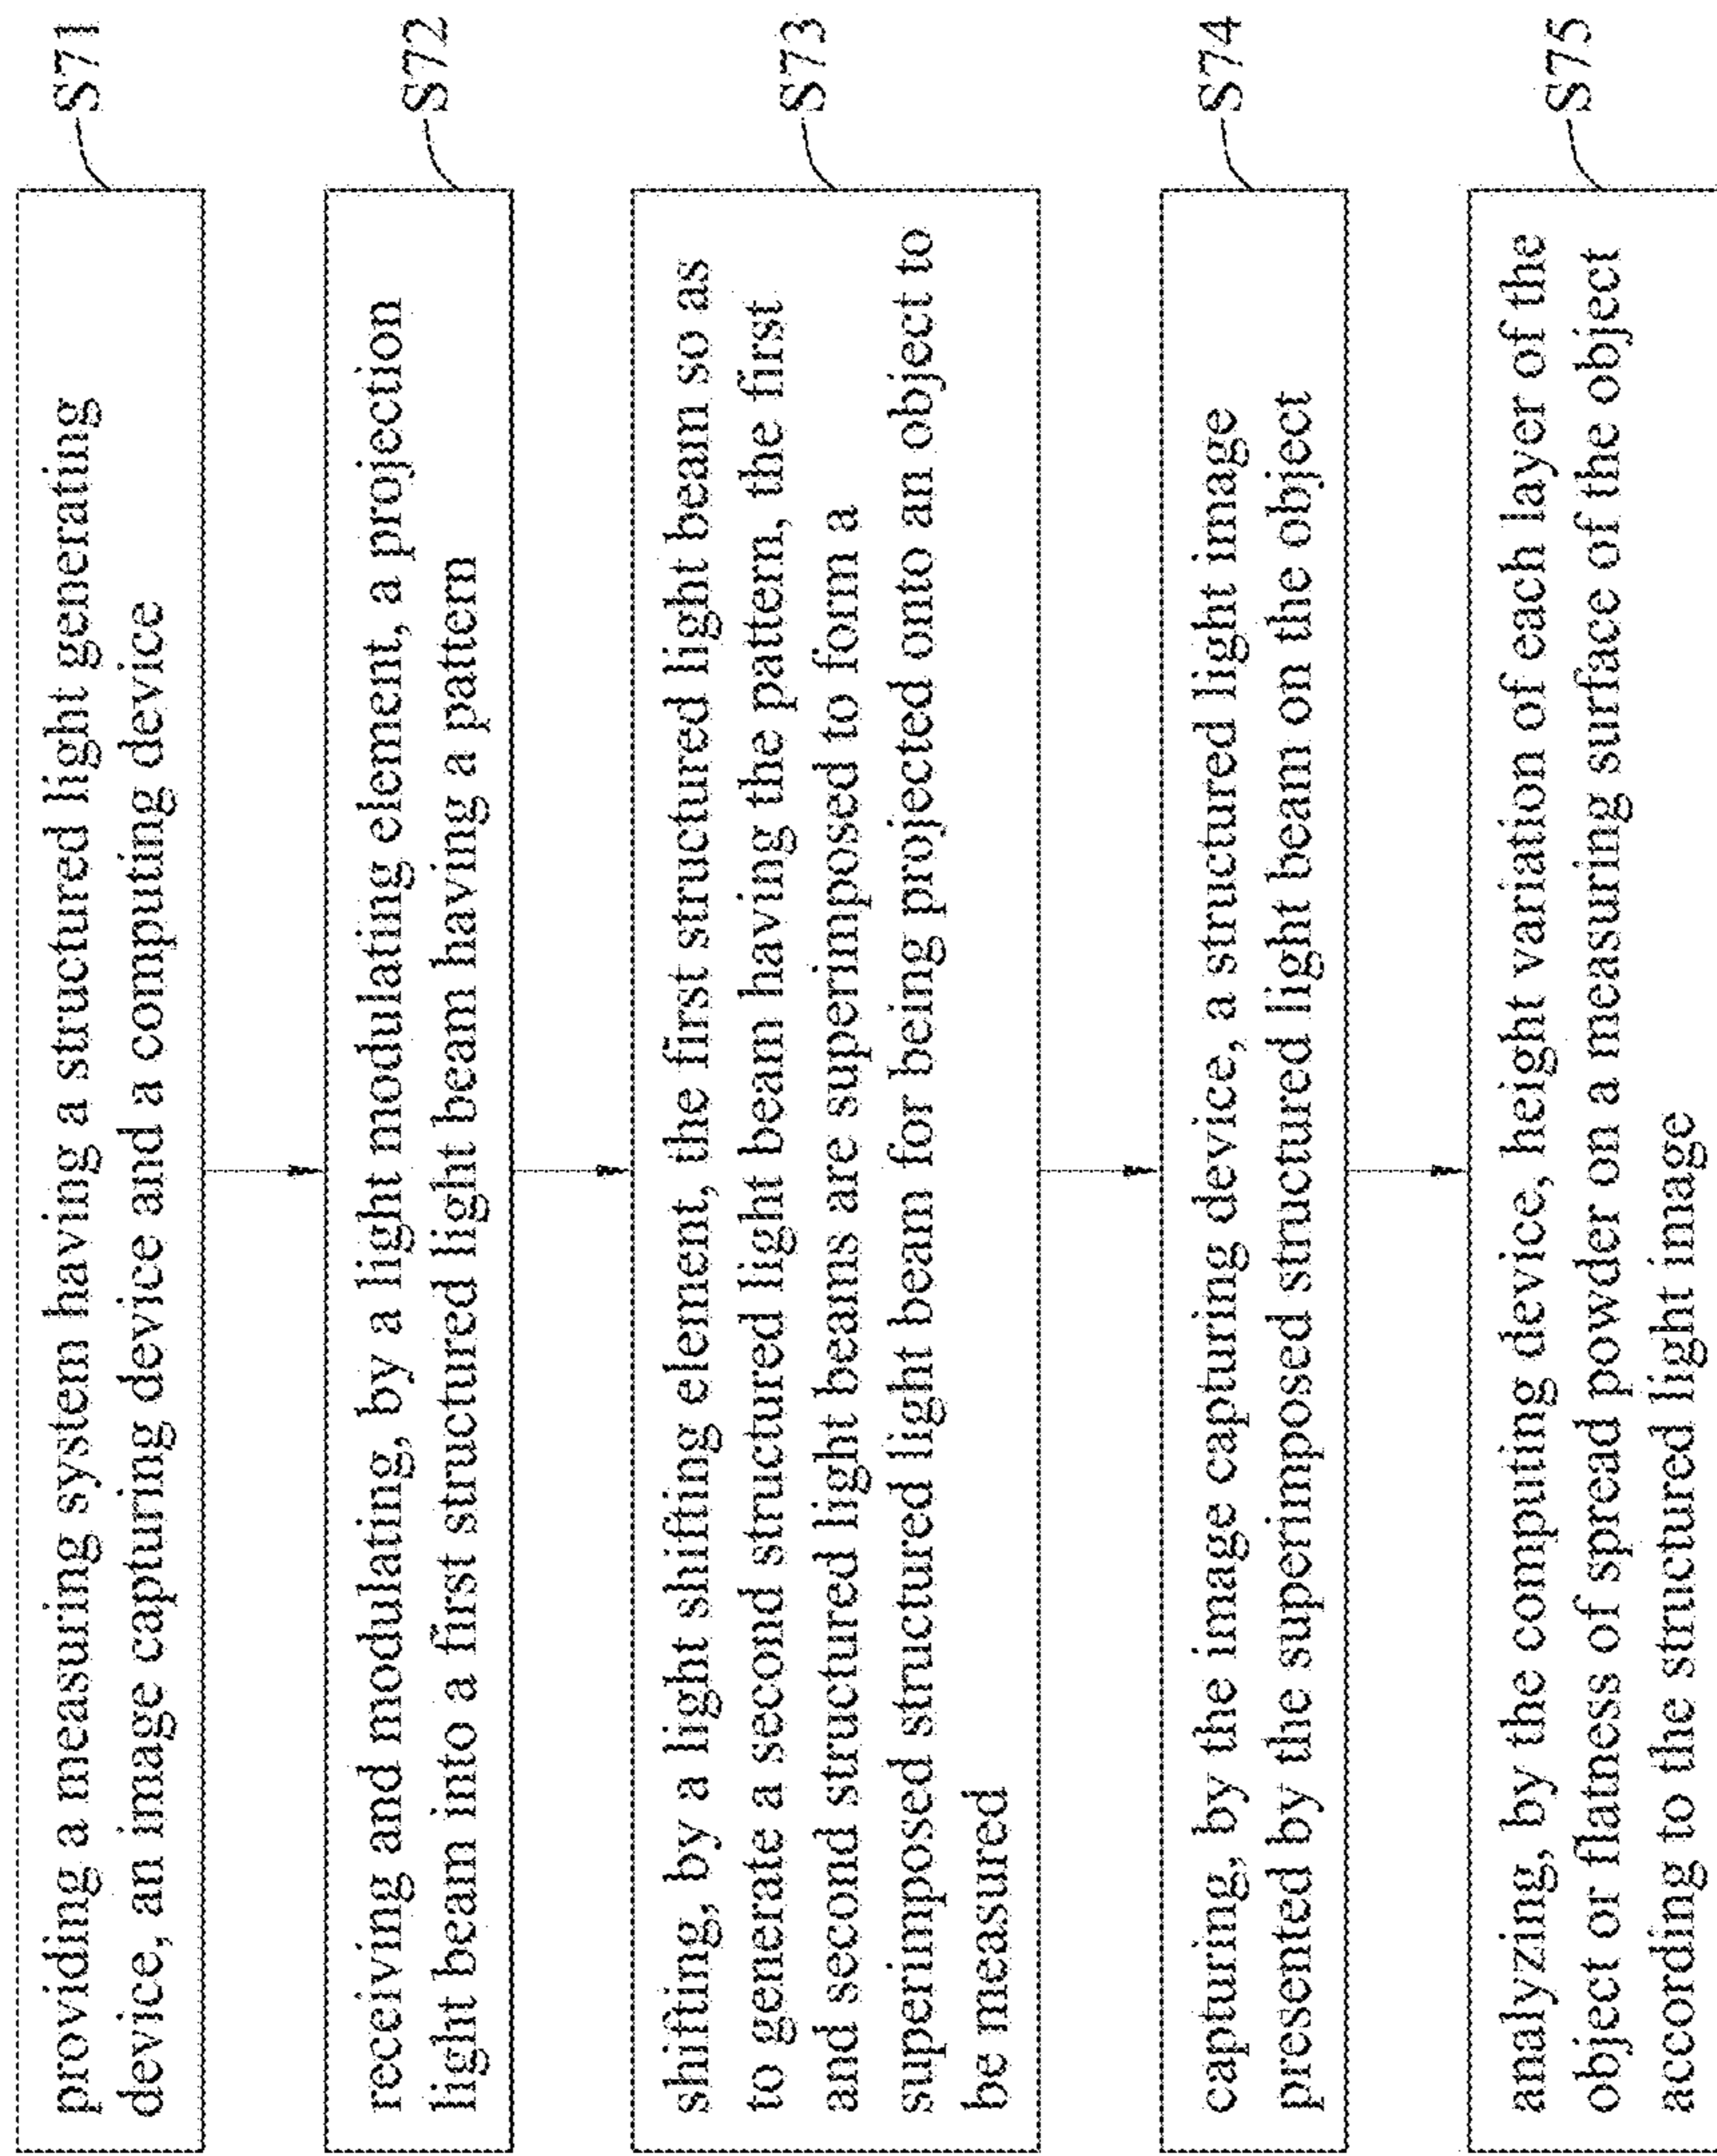 providing a measuring system having a structured light generating
device, an image capturing device and a computing device
S71
receiving and modulating, by a light modulating element, a projection
light beam into a first structured light beam having a pattern
S72
shifting, by a light shifting element, the first structured light beam so as
to generate a second structured light beam having the pattern, the first
and second structured light beams are superimposed to form a
superimposed structured light beam for being projected onto an object to
be measured
S73
capturing, by the image capturing device, a structured light image
presented by the superimposed structured light beam on the object
S74
analyzing, by the computing device, height variation of each layer of the
object or flatness of spread powder on a measuring surface of the object
according to the structured light image
S75